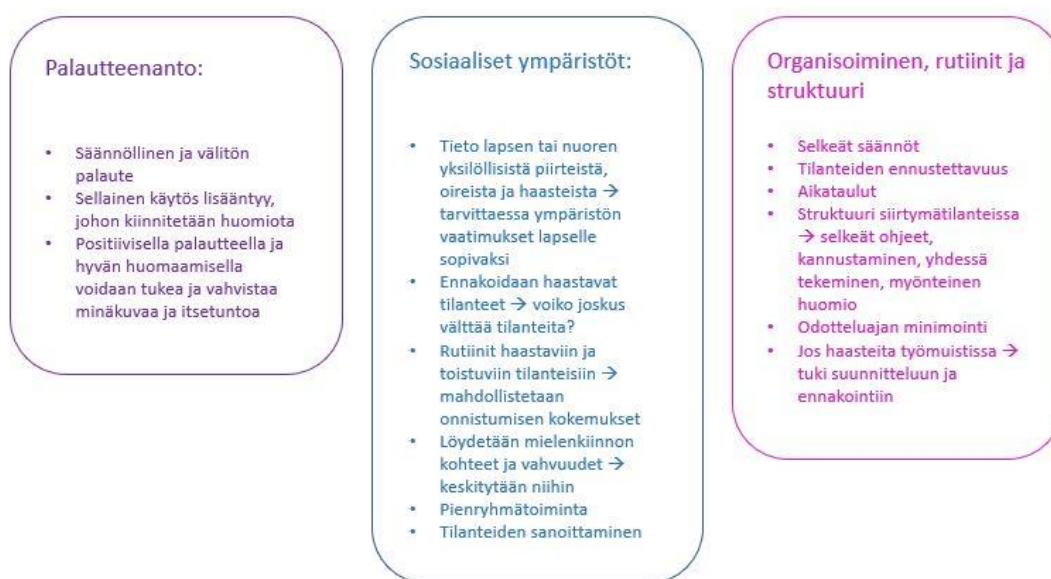 Palautteenanto:
• Säännöllinen ja välitön
palaute
• Sellainen käytös lisääntyy,
johon kiinnitetään huomiota
• Positiivisella palautteella ja
hyvän huomaamisella
voidaan tukea ja vahvistaa
minäkuvaa ja itsetuntoa
Sosiaaliset ympäristöt:
• Tieto lapsen tai nuoren
yksilöllisistä piirteistä,
oireista ja haasteista →
tarvittaessa ympäristön
vaatimukset lapselle
sopivaksi
• Ennakoidaan haastavat
tilanteet → voiko joskus
välttää tilanteita?
• Rutiinit haastaviin ja
toistuviin tilanteisiin →
mahdollistetaan
onnistumisen kokemukset
• Löydetään mielenkiinnon
kohteet ja vahvuudet →
keskitytään niihin
• Pienryhmätoiminta
• Tilanteiden sanoittaminen
Organisoiminen, rutiinit ja
struktuuri
• Selkeät säännöt
• Tilanteiden ennustettavuus
• Aikataulut
• Struktuuri siirtymätilanteissa
→ selkeät ohjeet,
kannustaminen, yhdessä
tekeminen, myönteinen
huomio
• Odotteluajan minimointi
• Jos haasteita työmuistissa →
tuki suunnitteluun ja
ennakointiin